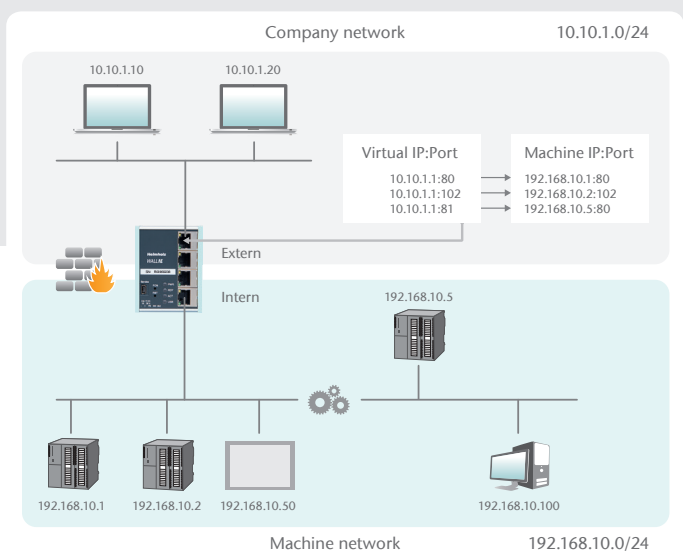 Company network 10.10.1.0/24
10.10.1.10 10.10.1.20
Virtual IP:Port Machine IP:Port
10.10.1.1:80 192.168.10.1:80
10.10.1.1:102 192.168.10.2:102
10.10.1.1:81 192.168.10.5:80
Helmholz
WALL IE
Extern
Intern
192.168.10.5
192.168.10.1 192.168.10.2 192.168.10.50 192.168.10.100
Machine network 192.168.10.0/24